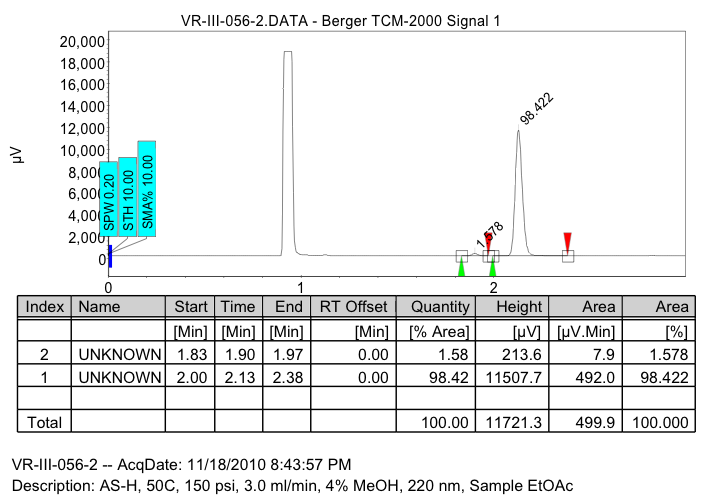 VR-III-056-2.DATA - Berger TCM-2000 Signal 1
20,000
18,000
16,000
14,000
12,000
10,000
8,000
6,000
4,000
2,000
0
µV
SPW 0.20
STH 10.00
SMA% 10.00
1.578
98.422
0 1 2
Index Name Start Time End RT Offset Quantity Height Area Area
[Min] [Min] [Min] [Min] [% Area] [µV] [µV.Min] [%]
2 UNKNOWN 1.83 1.90 1.97 0.00 1.58 213.6 7.9 1.578
1 UNKNOWN 2.00 2.13 2.38 0.00 98.42 11507.7 492.0 98.422
Total 100.00 11721.3 499.9 100.000
VR-III-056-2 -- AcqDate: 11/18/2010 8:43:57 PM
Description: AS-H, 50C, 150 psi, 3.0 ml/min, 4% MeOH, 220 nm, Sample EtOAc